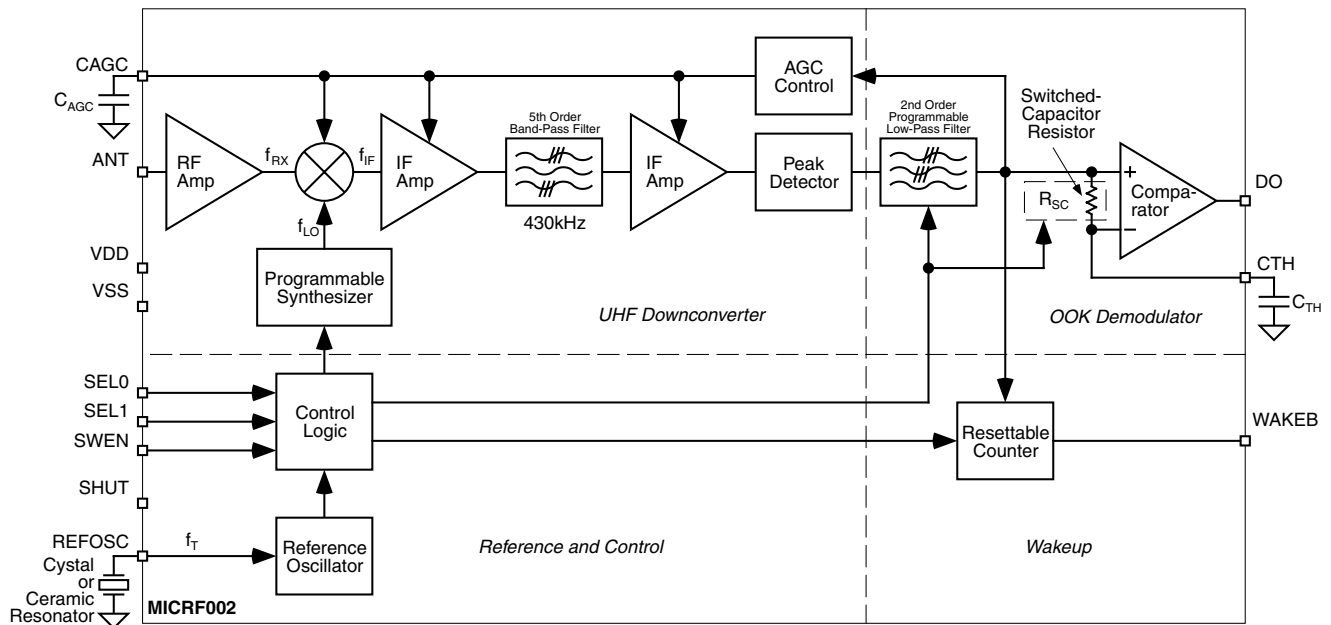 CAGC
C_AGC
AGC
Control
5th Order
Band-Pass Filter
2nd Order
Programmable
Low-Pass Filter
Switched-
Capacitor
Resistor
ANT
RF
Amp
f_RX
f_IF
IF
Amp
430kHz
IF
Amp
Peak
Detector
R_SC
+
−
Compa-
rator
DO
f_LO
VDD
VSS
Programmable
Synthesizer
UHF Downconverter
OOK Demodulator
CTH
C_TH
SEL0
SEL1
SWEN
Control
Logic
Resettable
Counter
WAKEB
SHUT
REFOSC
f_T
Reference
Oscillator
Reference and Control
Wakeup
Cystal
or
Ceramic
Resonator
MICRF002